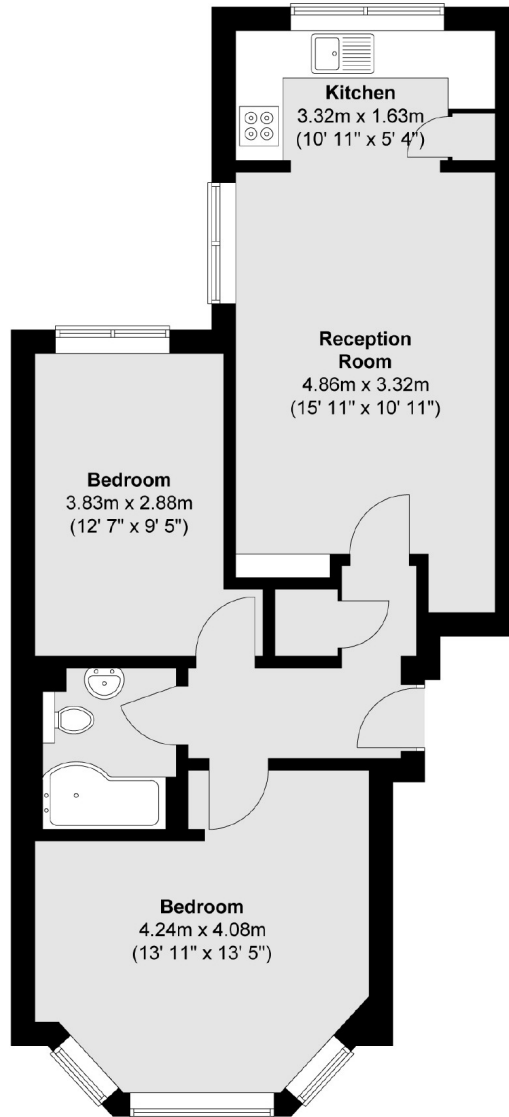 Kitchen
3.32m x 1.63m
(10' 11" x 5' 4")
Reception
Room
4.86m x 3.32m
(15' 11" x 10' 11")
Bedroom
3.83m x 2.88m
(12' 7" x 9' 5")
Bedroom
4.24m x 4.08m
(13' 11" x 13' 5")